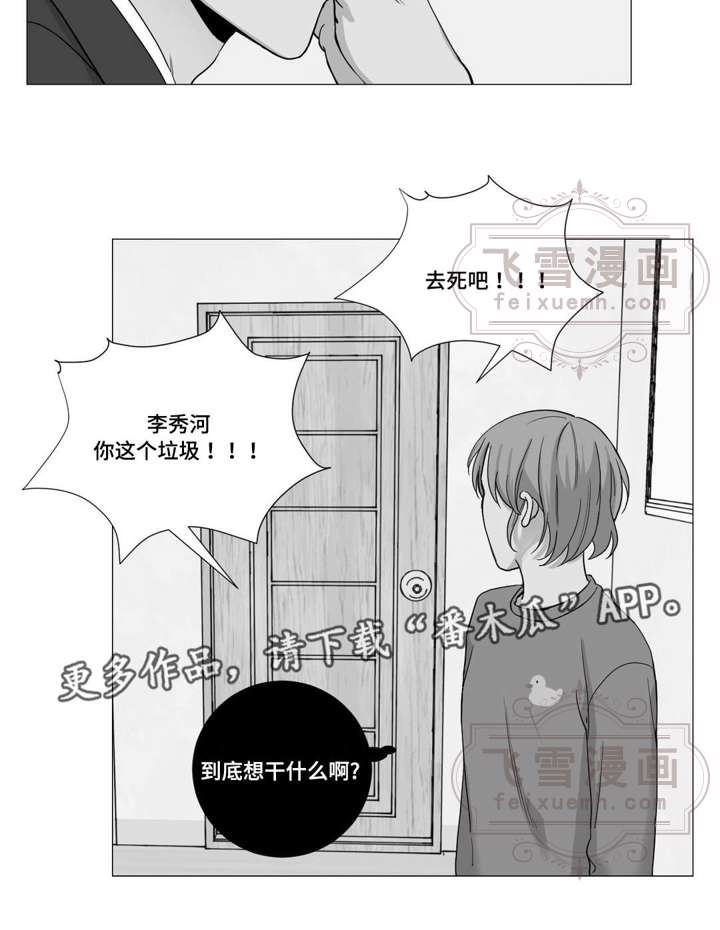 去死吧！！！
飞雪漫画
feixuemh.com
李秀河
你这个垃圾！！！
更多作品，请下载“番木瓜”APP。
到底想干什么啊?
飞雪漫画
feixuemh.com